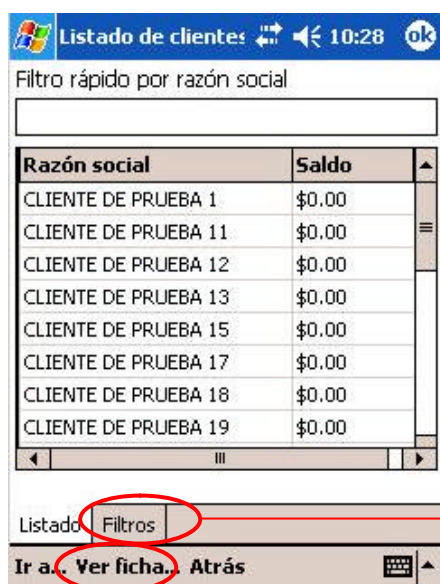 Listado de clientes 10:28 ok
Filtro rápido por razón social
Razón social Saldo
CLIENTE DE PRUEBA 1 $0.00
CLIENTE DE PRUEBA 11 $0.00
CLIENTE DE PRUEBA 12 $0.00
CLIENTE DE PRUEBA 13 $0.00
CLIENTE DE PRUEBA 15 $0.00
CLIENTE DE PRUEBA 17 $0.00
CLIENTE DE PRUEBA 18 $0.00
CLIENTE DE PRUEBA 19 $0.00
Listado Filtros
Ir a... Ver ficha... Atrás